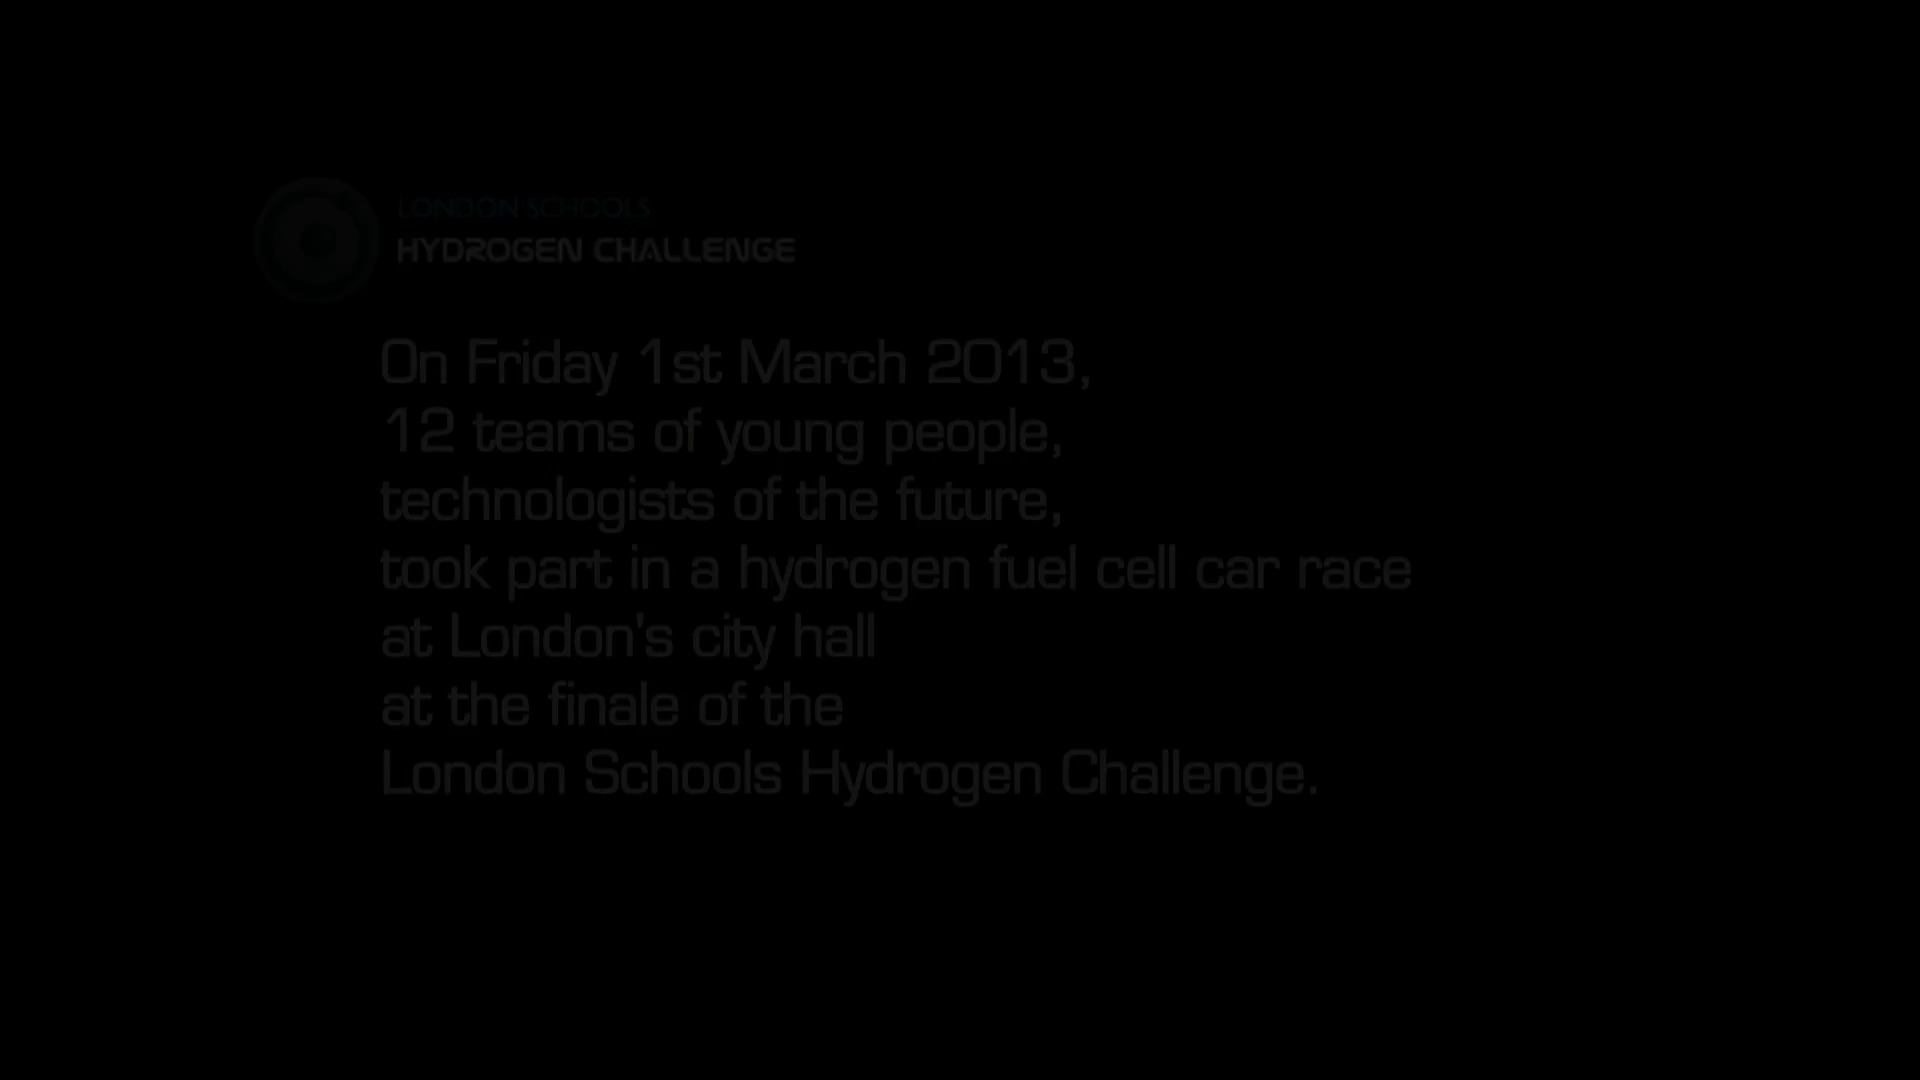 LONDON SCHOOLS
HYDROGEN CHALLENGE
On Friday 1st March 2013,
12 teams of young people,
technologists of the future,
took part in a hydrogen fuel cell car race
at London's city hall
at the finale of the
London Schools Hydrogen Challenge.